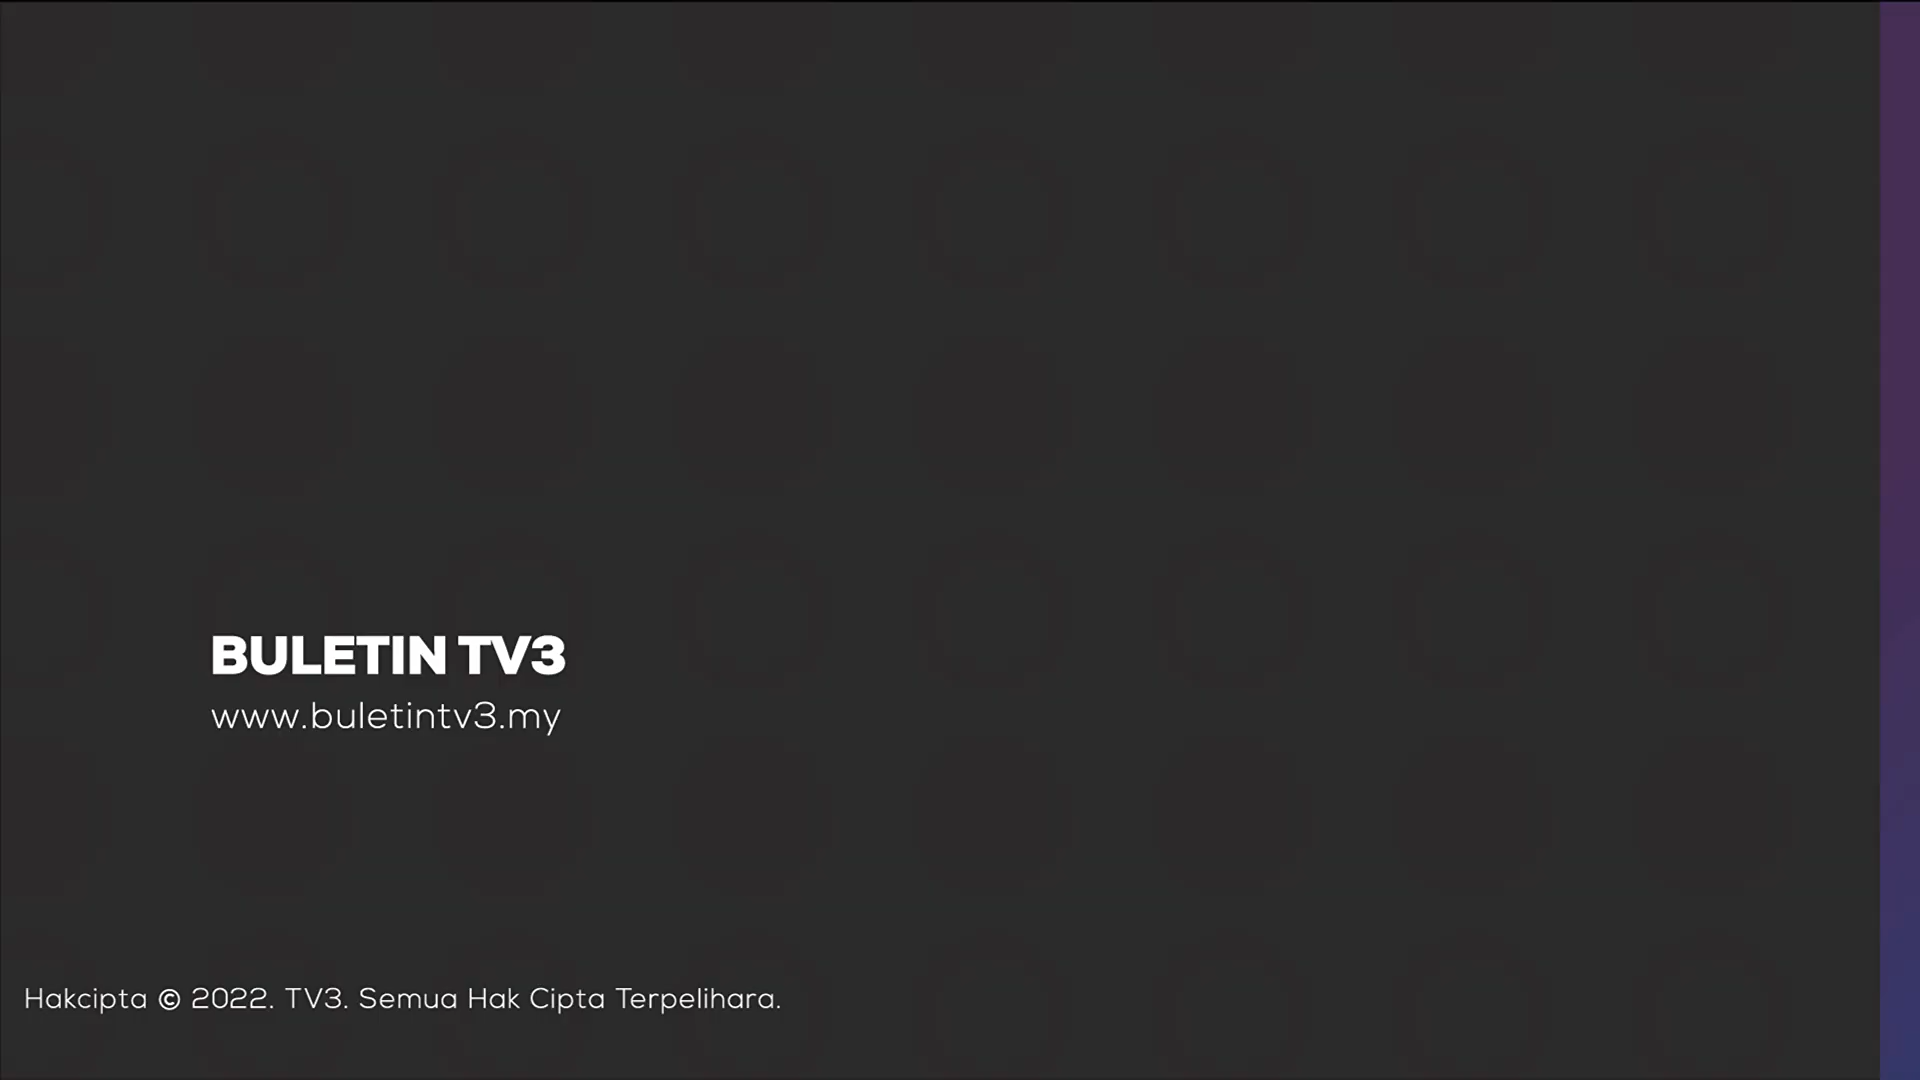 BULETIN TV3
www.buletintv3.my
Hakcipta © 2022. TV3. Semua Hak Cipta Terpelihara.